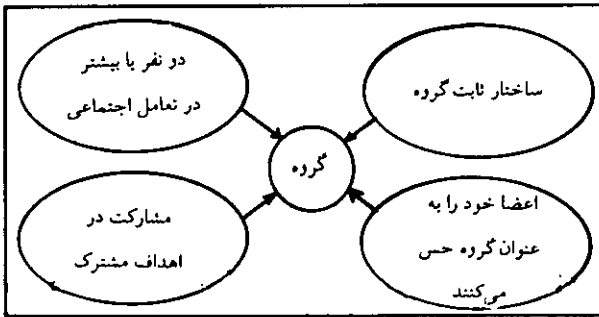 ساختار ثابت گروه
دو نفر یا بیشتر
در تعامل اجتماعی
گروه
اعضا خود را به
عنوان گروه حس
می‌کنند
مشارکت در
اهداف مشترک